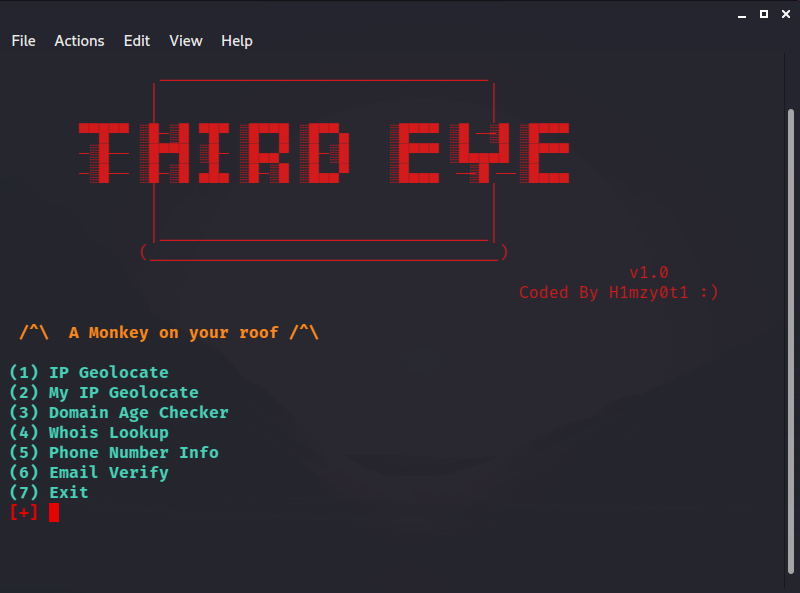 File Actions Edit View Help
THIRD EYE
v1.0
Coded By H1mzy0t1 :)
/^\ A Monkey on your roof /^\
(1) IP Geolocate
(2) My IP Geolocate
(3) Domain Age Checker
(4) Whois Lookup
(5) Phone Number Info
(6) Email Verify
(7) Exit
[+]